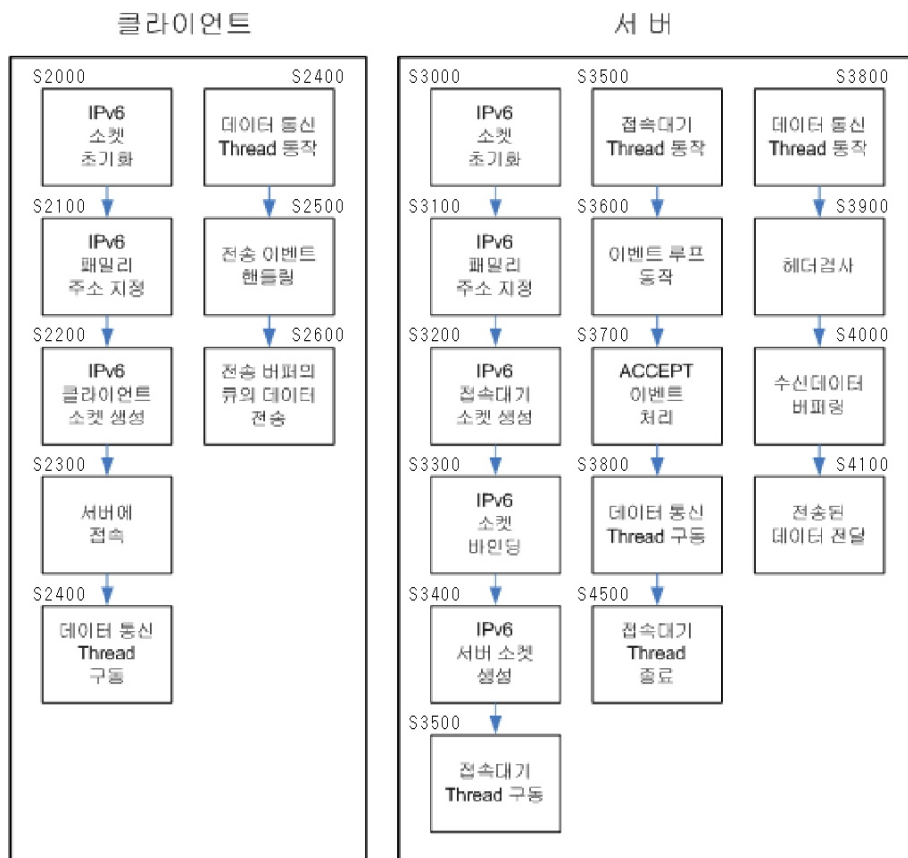 클라이언트
S2000
IPv6
소켓
초기화
S2100
IPv6
패밀리
주소 지정
S2200
IPv6
클라이언트
소켓 생성
S2300
서버에
접속
S2400
데이터 통신
Thread
구동
S2400
데이터 통신
Thread 동작
S2500
전송 이벤트
핸들링
S2600
전송 버퍼의
큐의 데이터
전송
서 버
S3000
IPv6
소켓
초기화
S3100
IPv6
패밀리
주소 지정
S3200
IPv6
접속대기
소켓 생성
S3300
IPv6
소켓
바인딩
S3400
IPv6
서버 소켓
생성
S3500
접속대기
Thread 구동
S3500
접속대기
Thread 동작
S3600
이벤트 루프
동작
S3700
ACCEPT
이벤트
처리
S3800
데이터 통신
Thread 구동
S4500
접속대기
Thread
종료
S3800
데이터 통신
Thread 동작
S3900
헤더검사
S4000
수신데이터
버퍼링
S4100
전송된
데이터 전달